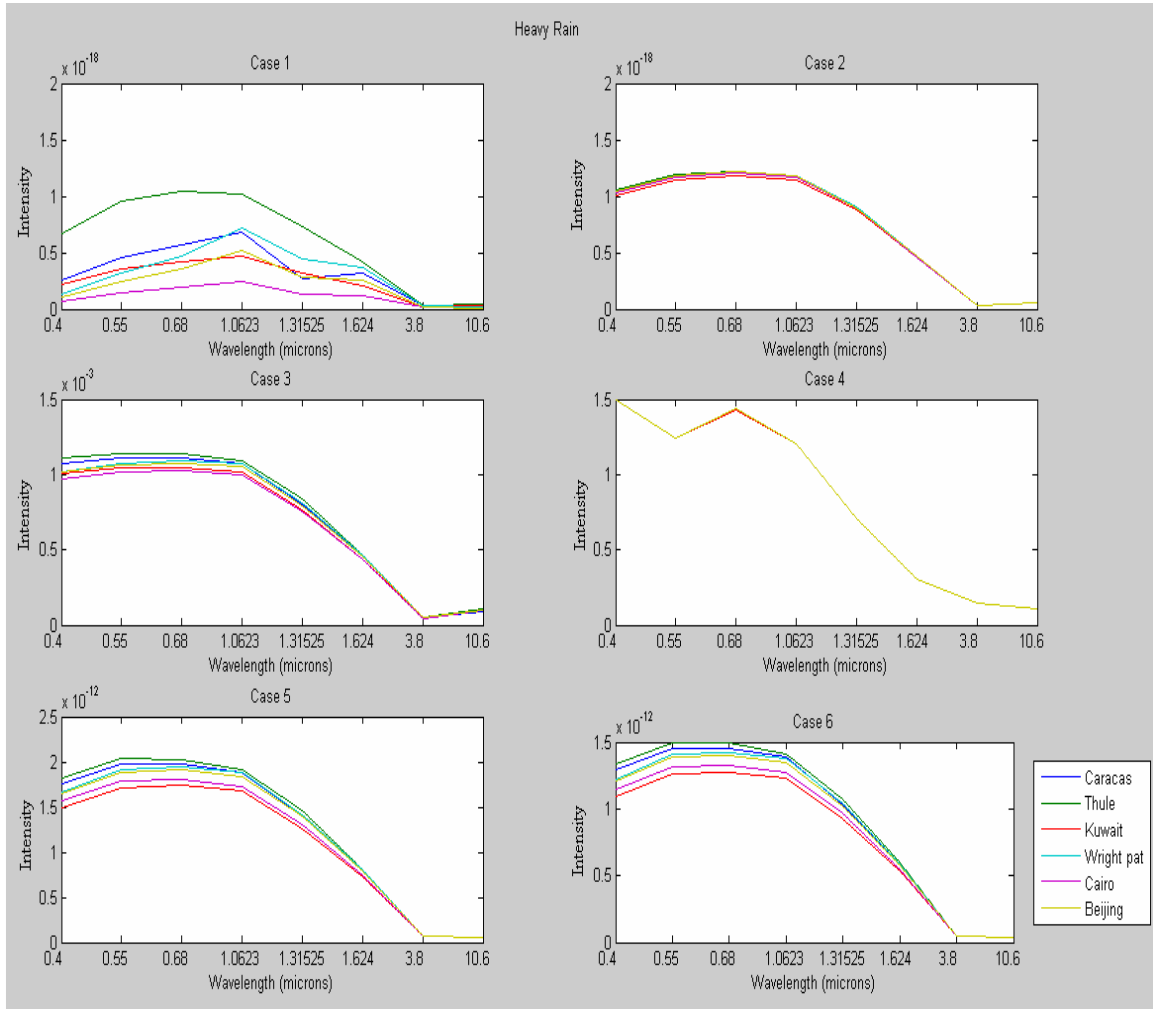 Heavy Rain
x 10^-18
Case 1
2
1.5
1
0.5
0
Intensity
0.4 0.55 0.68 1.0623 1.31525 1.624 3.8 10.6
Wavelength (microns)
x 10^-18
Case 2
2
1.5
1
0.5
0
Intensity
0.4 0.55 0.68 1.0623 1.31525 1.624 3.8 10.6
Wavelength (microns)
x 10^-3
Case 3
1.5
1
0.5
0
Intensity
0.4 0.55 0.68 1.0623 1.31525 1.624 3.8 10.6
Wavelength (microns)
Case 4
1.5
1
0.5
0
Intensity
0.4 0.55 0.68 1.0623 1.31525 1.624 3.8 10.6
Wavelength (microns)
x 10^-12
Case 5
2.5
2
1.5
1
0.5
0
Intensity
0.4 0.55 0.68 1.0623 1.31525 1.624 3.8 10.6
Wavelength (microns)
x 10^-12
Case 6
1.5
1
0.5
0
Intensity
0.4 0.55 0.68 1.0623 1.31525 1.624 3.8 10.6
Wavelength (microns)
Caracas
Thule
Kuwait
Wright pat
Cairo
Beijing